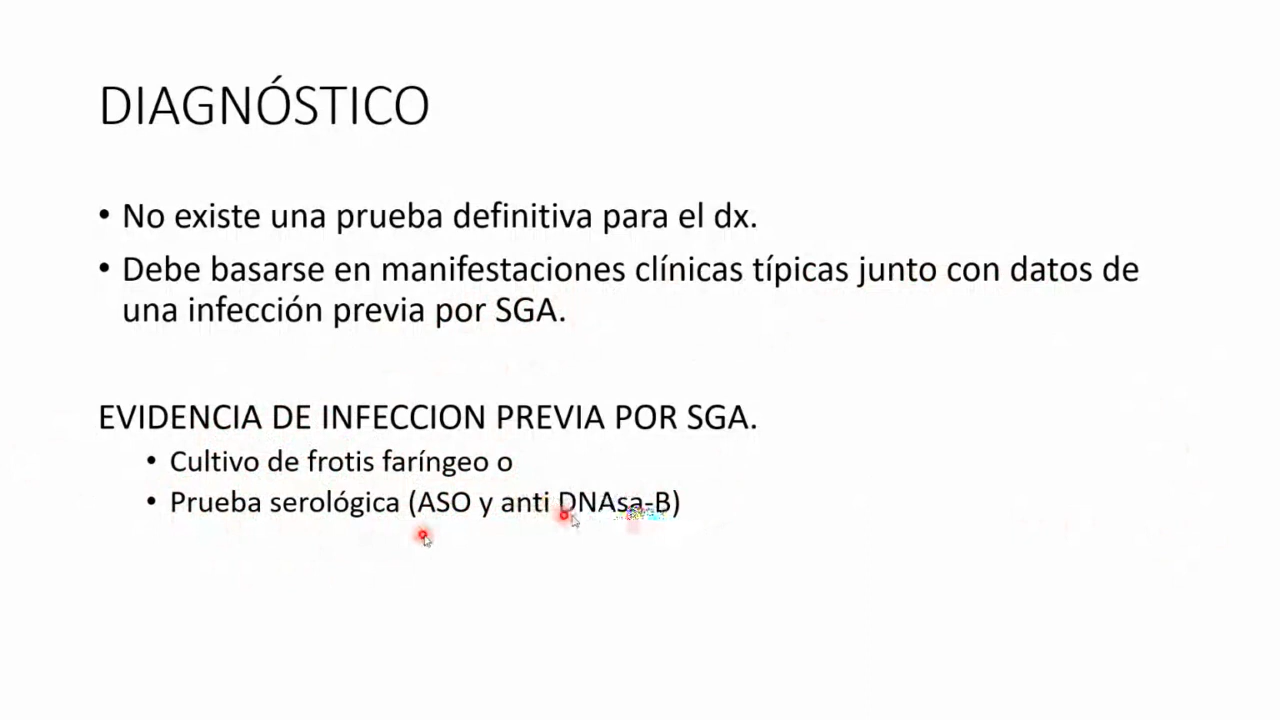 DIAGNÓSTICO
• No existe una prueba definitiva para el dx.
• Debe basarse en manifestaciones clínicas típicas junto con datos de
una infección previa por SGA.
EVIDENCIA DE INFECCION PREVIA POR SGA.
• Cultivo de frotis faríngeo o
• Prueba serológica (ASO y anti DNAsa-B)